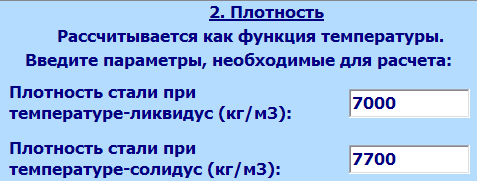 2. Плотность
Рассчитывается как функция температуры.
Введите параметры, необходимые для расчета:
Плотность стали при
температуре-ликвидус (кг/м3):
7000
Плотность стали при
температуре-солидус (кг/м3):
7700